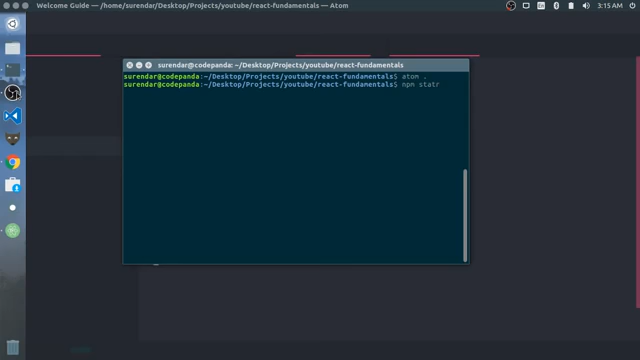 Welcome Guide — /home/surendar/Desktop/Projects/youtube/react-fundamentals — Atom
En
3:15 AM
surendar@codepanda: ~/Desktop/Projects/youtube/react-fundamentals
surendar@codepanda:~/Desktop/Projects/youtube/react-fundamentals$ atom .
surendar@codepanda:~/Desktop/Projects/youtube/react-fundamentals$ npm statr